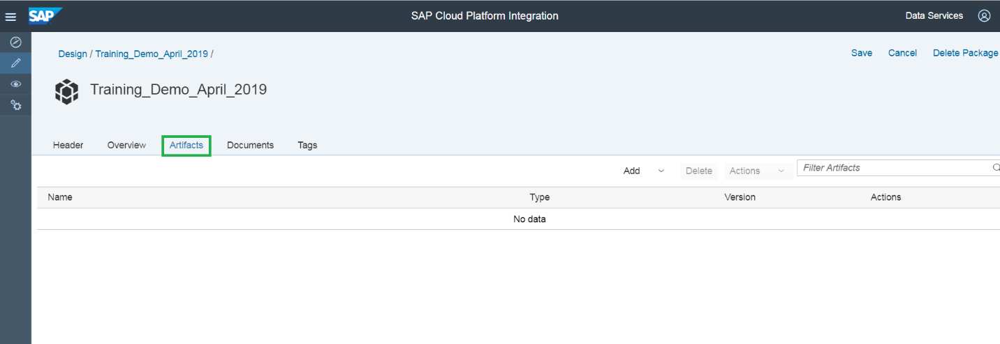 SAP SAP Cloud Platform Integration Data Services
Design / Training_Demo_April_2019 / Save Cancel Delete Package
Training_Demo_April_2019
Header Overview Artifacts Documents Tags
Add Delete Actions Filter Artifacts
Name Type Version Actions
No data